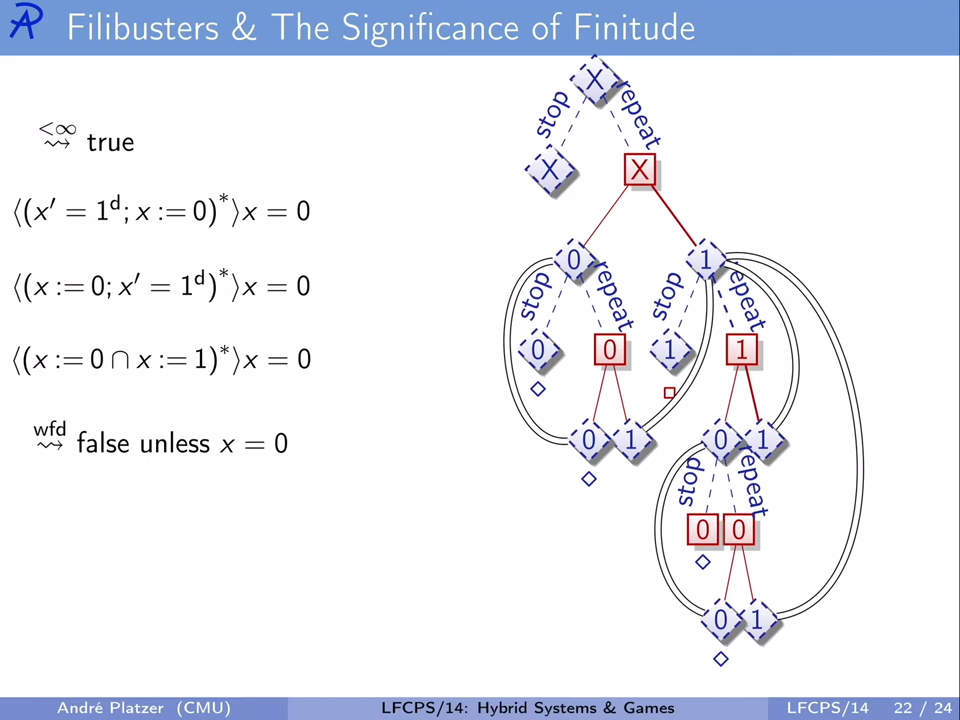 Filibusters & The Significance of Finitude
<∞
⇝ true
⟨(x′ = 1ᵈ; x := 0)*⟩x = 0
⟨(x := 0; x′ = 1ᵈ)*⟩x = 0
⟨(x := 0 ∩ x := 1)*⟩x = 0
wfd
⇝ false unless x = 0
X
stop repeat
X X
0 1
stop repeat stop repeat
0 0 1 1
0 1 0 1
stop repeat
0 0
0 1
André Platzer (CMU) LFCPS/14: Hybrid Systems & Games LFCPS/14 22 / 24